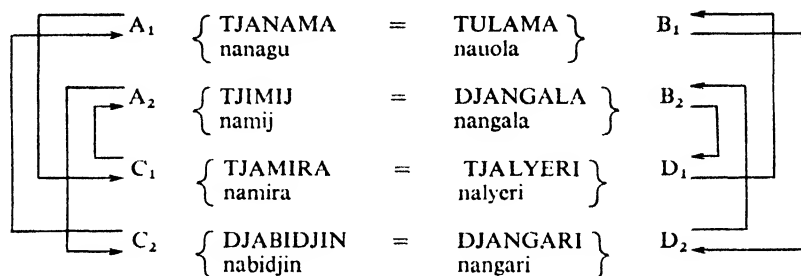 A₁ { TJANAMA = TULAMA } B₁
nanagu nauola
A₂ { TJIMIJ = DJANGALA } B₂
namij nangala
C₁ { TJAMIRA = TJALYERI } D₁
namira nalyeri
C₂ { DJABIDJIN = DJANGARI } D₂
nabidjin nangari